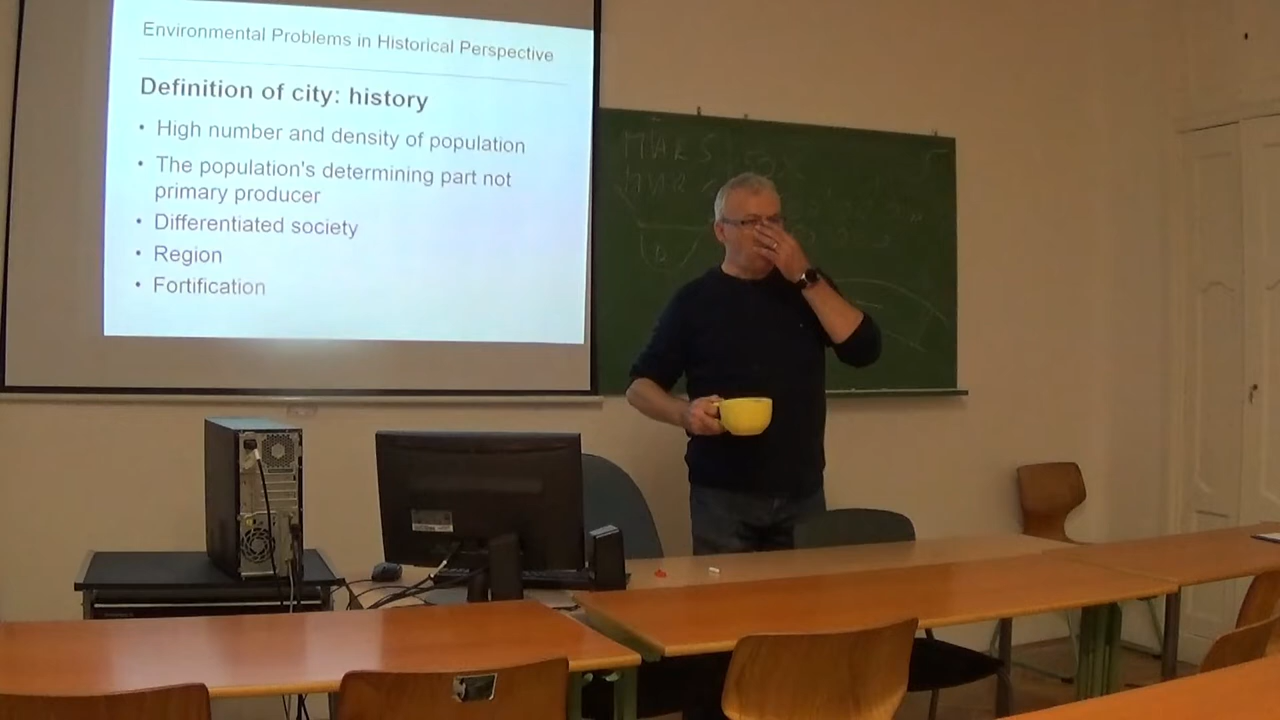 Environmental Problems in Historical Perspective
Definition of city: history
• High number and density of population
• The population's determining part not
primary producer
• Differentiated society
• Region
• Fortification
MARS